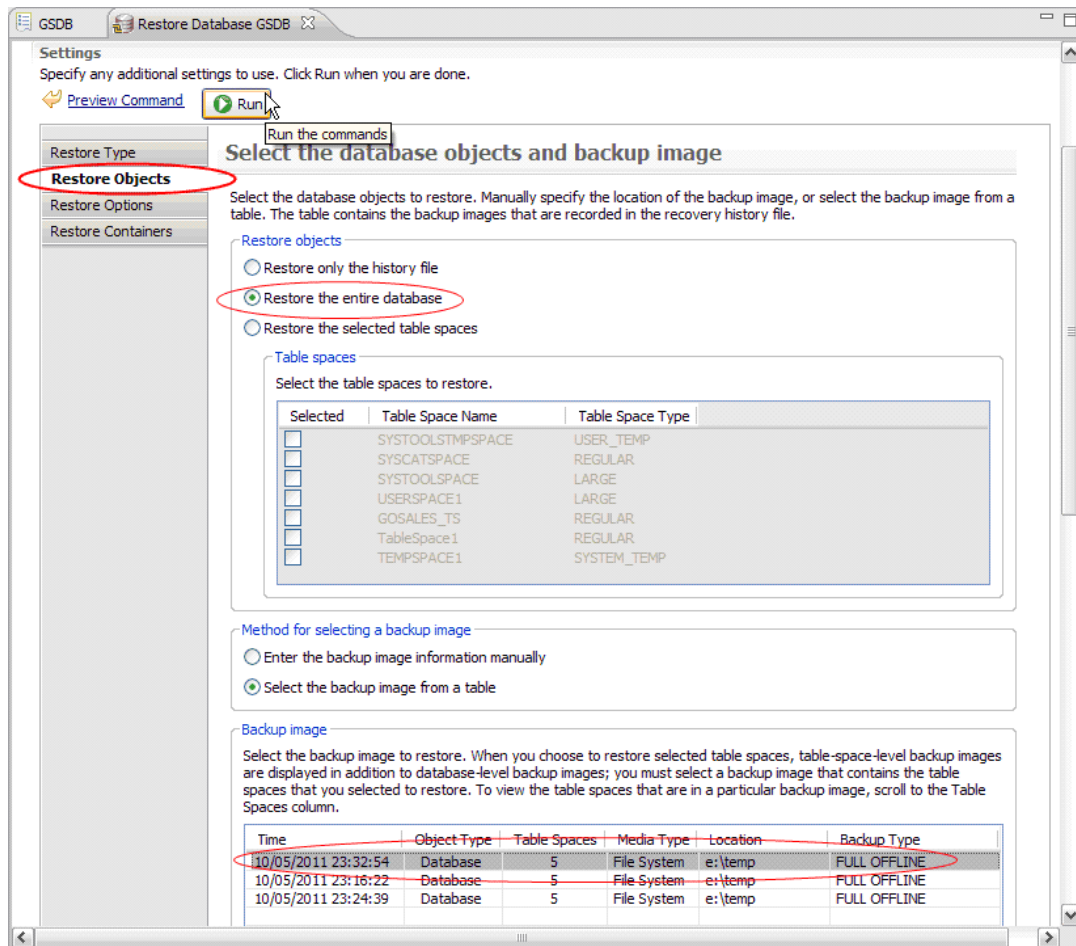 GSDB Restore Database GSDB
Settings
Specify any additional settings to use. Click Run when you are done.
Preview Command Run
Run the commands
Restore Type
Restore Objects
Restore Options
Restore Containers
Select the database objects and backup image
Select the database objects to restore. Manually specify the location of the backup image, or select the backup image from a
table. The table contains the backup images that are recorded in the recovery history file.
Restore objects
Restore only the history file
Restore the entire database
Restore the selected table spaces
Table spaces
Select the table spaces to restore.
Selected Table Space Name Table Space Type
SYSTOOLSTMPSPACE USER_TEMP
SYSCATSPACE REGULAR
SYSTOOLSPACE LARGE
USERSPACE1 LARGE
GOSALES_TS REGULAR
TableSpace1 REGULAR
TEMPSPACE1 SYSTEM_TEMP
Method for selecting a backup image
Enter the backup image information manually
Select the backup image from a table
Backup image
Select the backup image to restore. When you choose to restore selected table spaces, table-space-level backup images
are displayed in addition to database-level backup images; you must select a backup image that contains the table
spaces that you selected to restore. To view the table spaces that are in a particular backup image, scroll to the Table
Spaces column.
Time Object Type Table Spaces Media Type Location Backup Type
10/05/2011 23:32:54 Database 5 File System e:\temp FULL OFFLINE
10/05/2011 23:16:22 Database 5 File System e:\temp FULL OFFLINE
10/05/2011 23:24:39 Database 5 File System e:\temp FULL OFFLINE